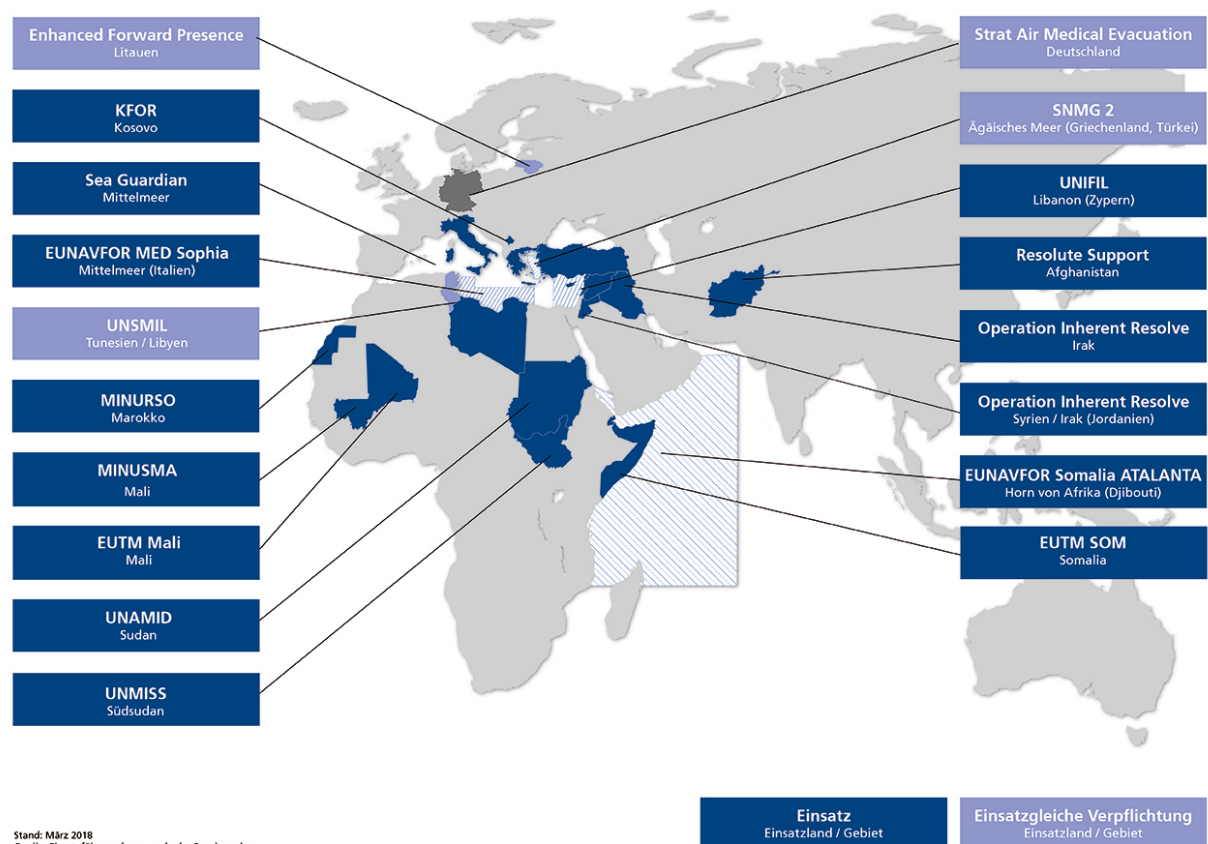 Enhanced Forward Presence
Litauen
KFOR
Kosovo
Sea Guardian
Mittelmeer
EUNAVFOR MED Sophia
Mittelmeer (Italien)
UNSMIL
Tunesien / Libyen
MINURSO
Marokko
MINUSMA
Mali
EUTM Mali
Mali
UNAMID
Sudan
UNMISS
Südsudan
Strat Air Medical Evacuation
Deutschland
SNMG 2
Ägäisches Meer (Griechenland, Türkei)
UNIFIL
Libanon (Zypern)
Resolute Support
Afghanistan
Operation Inherent Resolve
Irak
Operation Inherent Resolve
Syrien / Irak (Jordanien)
EUNAVFOR Somalia ATALANTA
Horn von Afrika (Djibouti)
EUTM SOM
Somalia
Einsatz
Einsatzland / Gebiet
Einsatzgleiche Verpflichtung
Einsatzland / Gebiet
Stand: März 2018